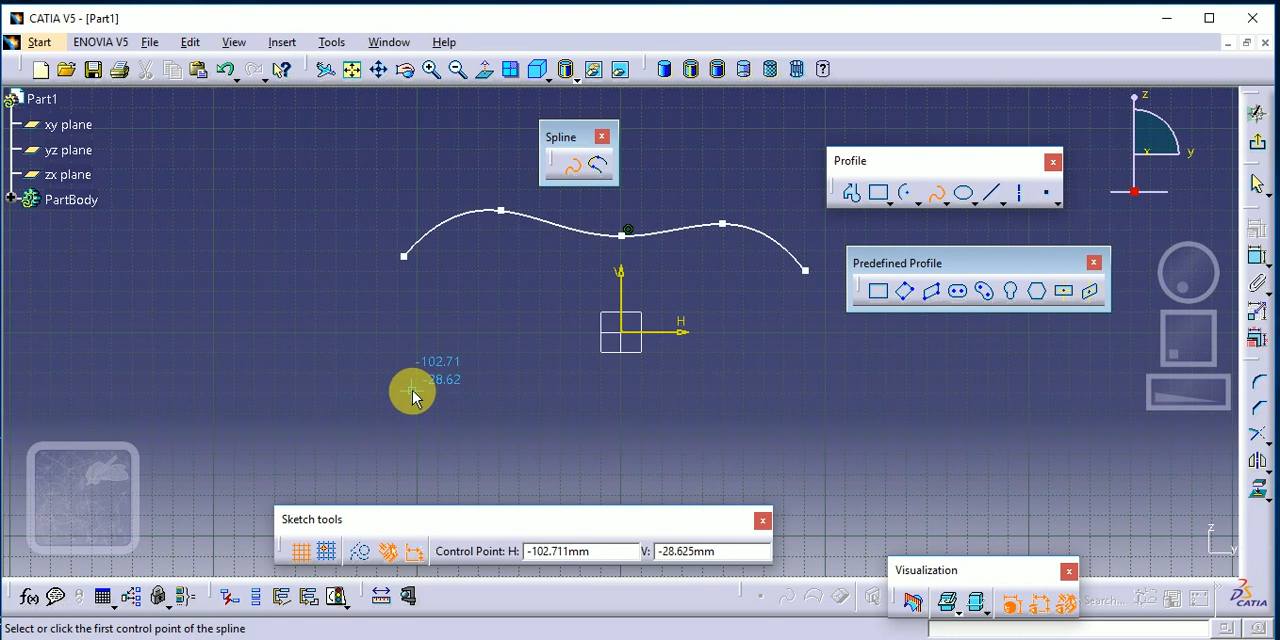 CATIA V5 - [Part1]
Start ENOVIA V5 File Edit View Insert Tools Window Help
Part1
xy plane
yz plane
zx plane
PartBody
Spline
Profile
Predefined Profile
z
x
y
V
H
-102.71
-28.62
Sketch tools
Control Point: H: -102.711mm V: -28.625mm
Visualization
z
y
f(x)
Search...
CATIA
Select or click the first control point of the spline